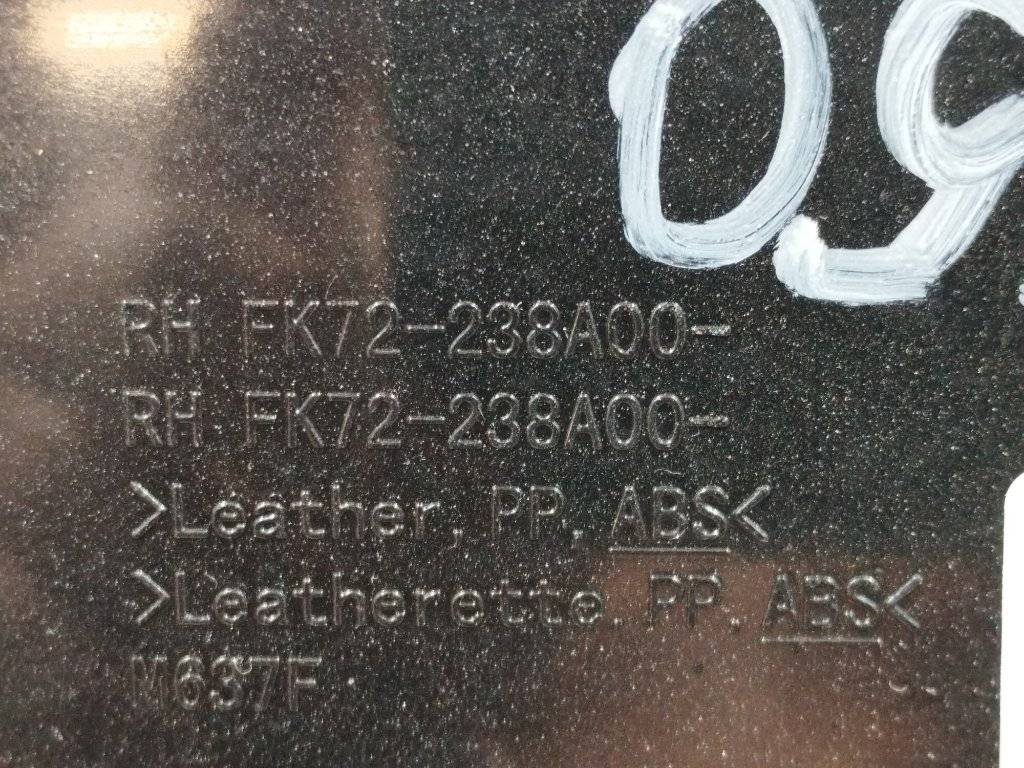 09
RH FK72-238A00-
RH FK72-238A00-
>Leather, PP, ABS<
>Leatherette, PP, ABS<
M637F